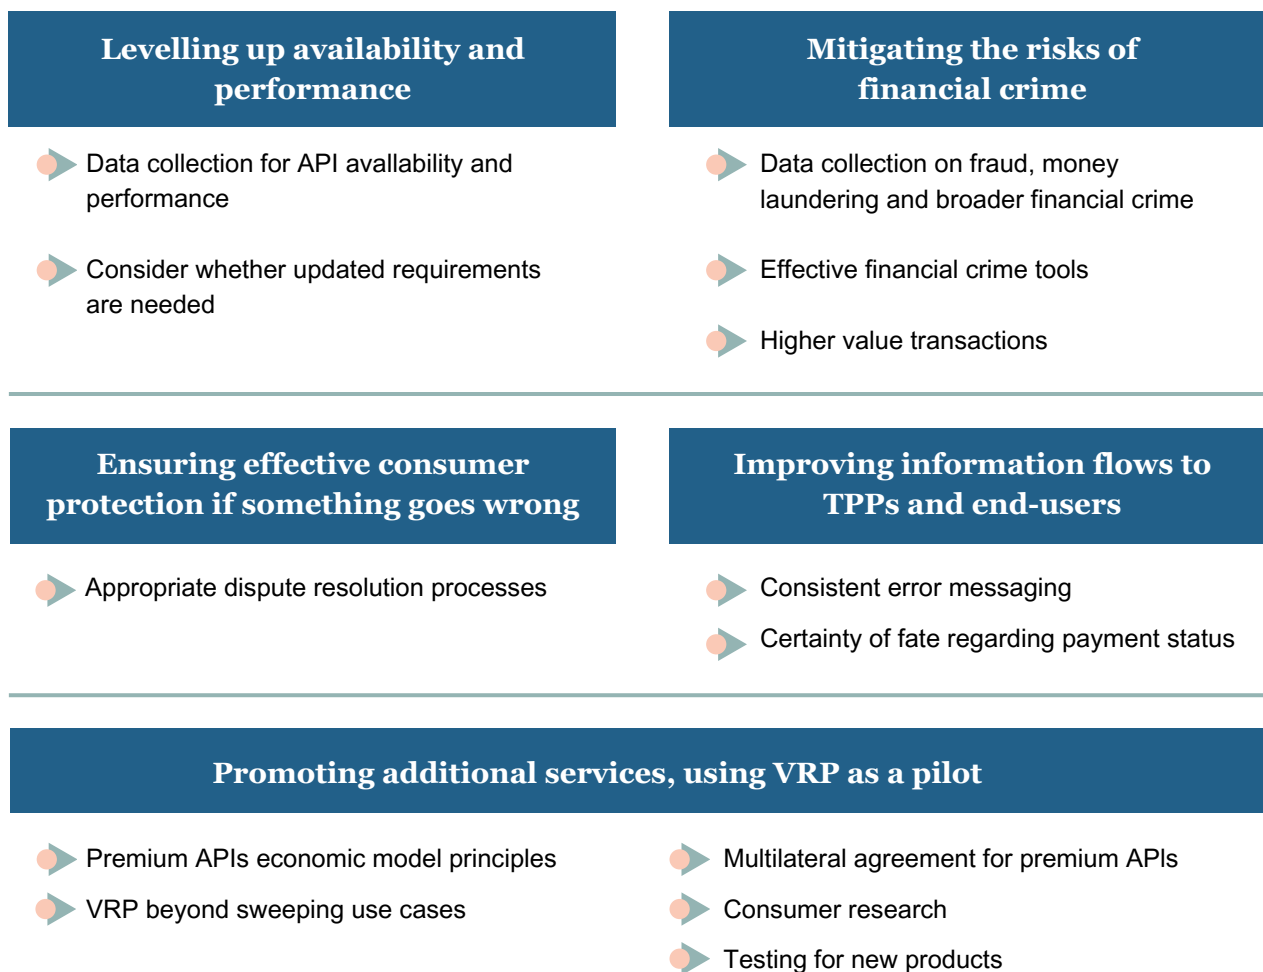 Levelling up availability and
performance
Data collection for API avallability and
performance
Consider whether updated requirements
are needed
Mitigating the risks of
financial crime
Data collection on fraud, money
laundering and broader financial crime
Effective financial crime tools
Higher value transactions
Ensuring effective consumer
protection if something goes wrong
Appropriate dispute resolution processes
Improving information flows to
TPPs and end-users
Consistent error messaging
Certainty of fate regarding payment status
Promoting additional services, using VRP as a pilot
Premium APIs economic model principles
VRP beyond sweeping use cases
Multilateral agreement for premium APIs
Consumer research
Testing for new products